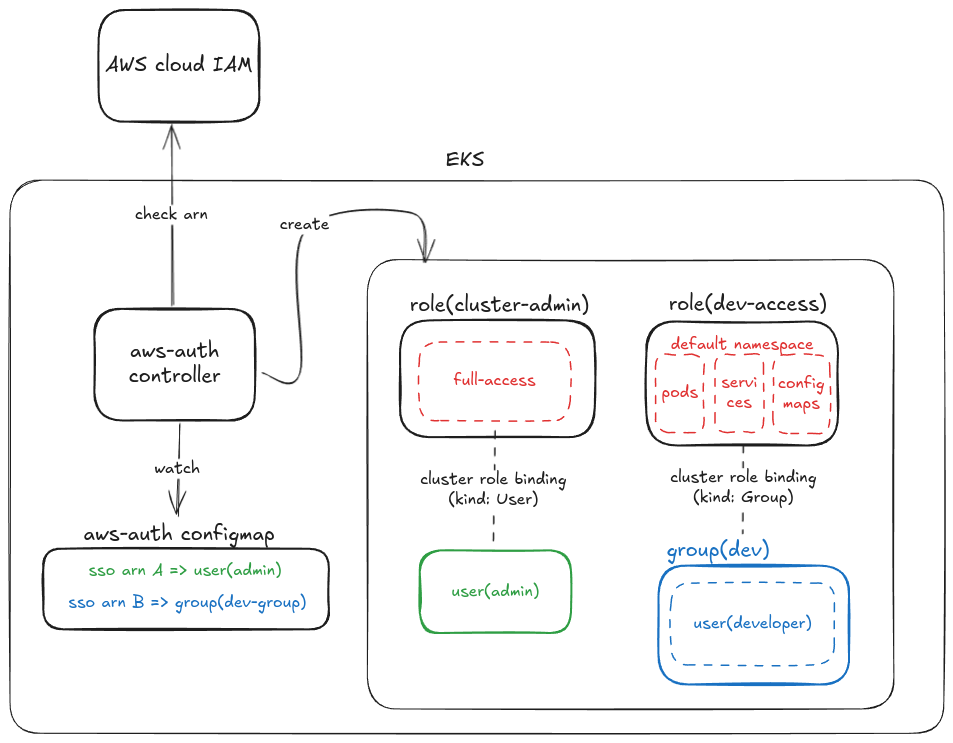 AWS cloud IAM
EKS
check arn
create
aws-auth
controller
watch
aws-auth configmap
sso arn A => user(admin)
sso arn B => group(dev-group)
role(cluster-admin)
full-access
cluster role binding
(kind: User)
user(admin)
role(dev-access)
default namespace
pods
servi
ces
config
maps
cluster role binding
(kind: Group)
group(dev)
user(developer)